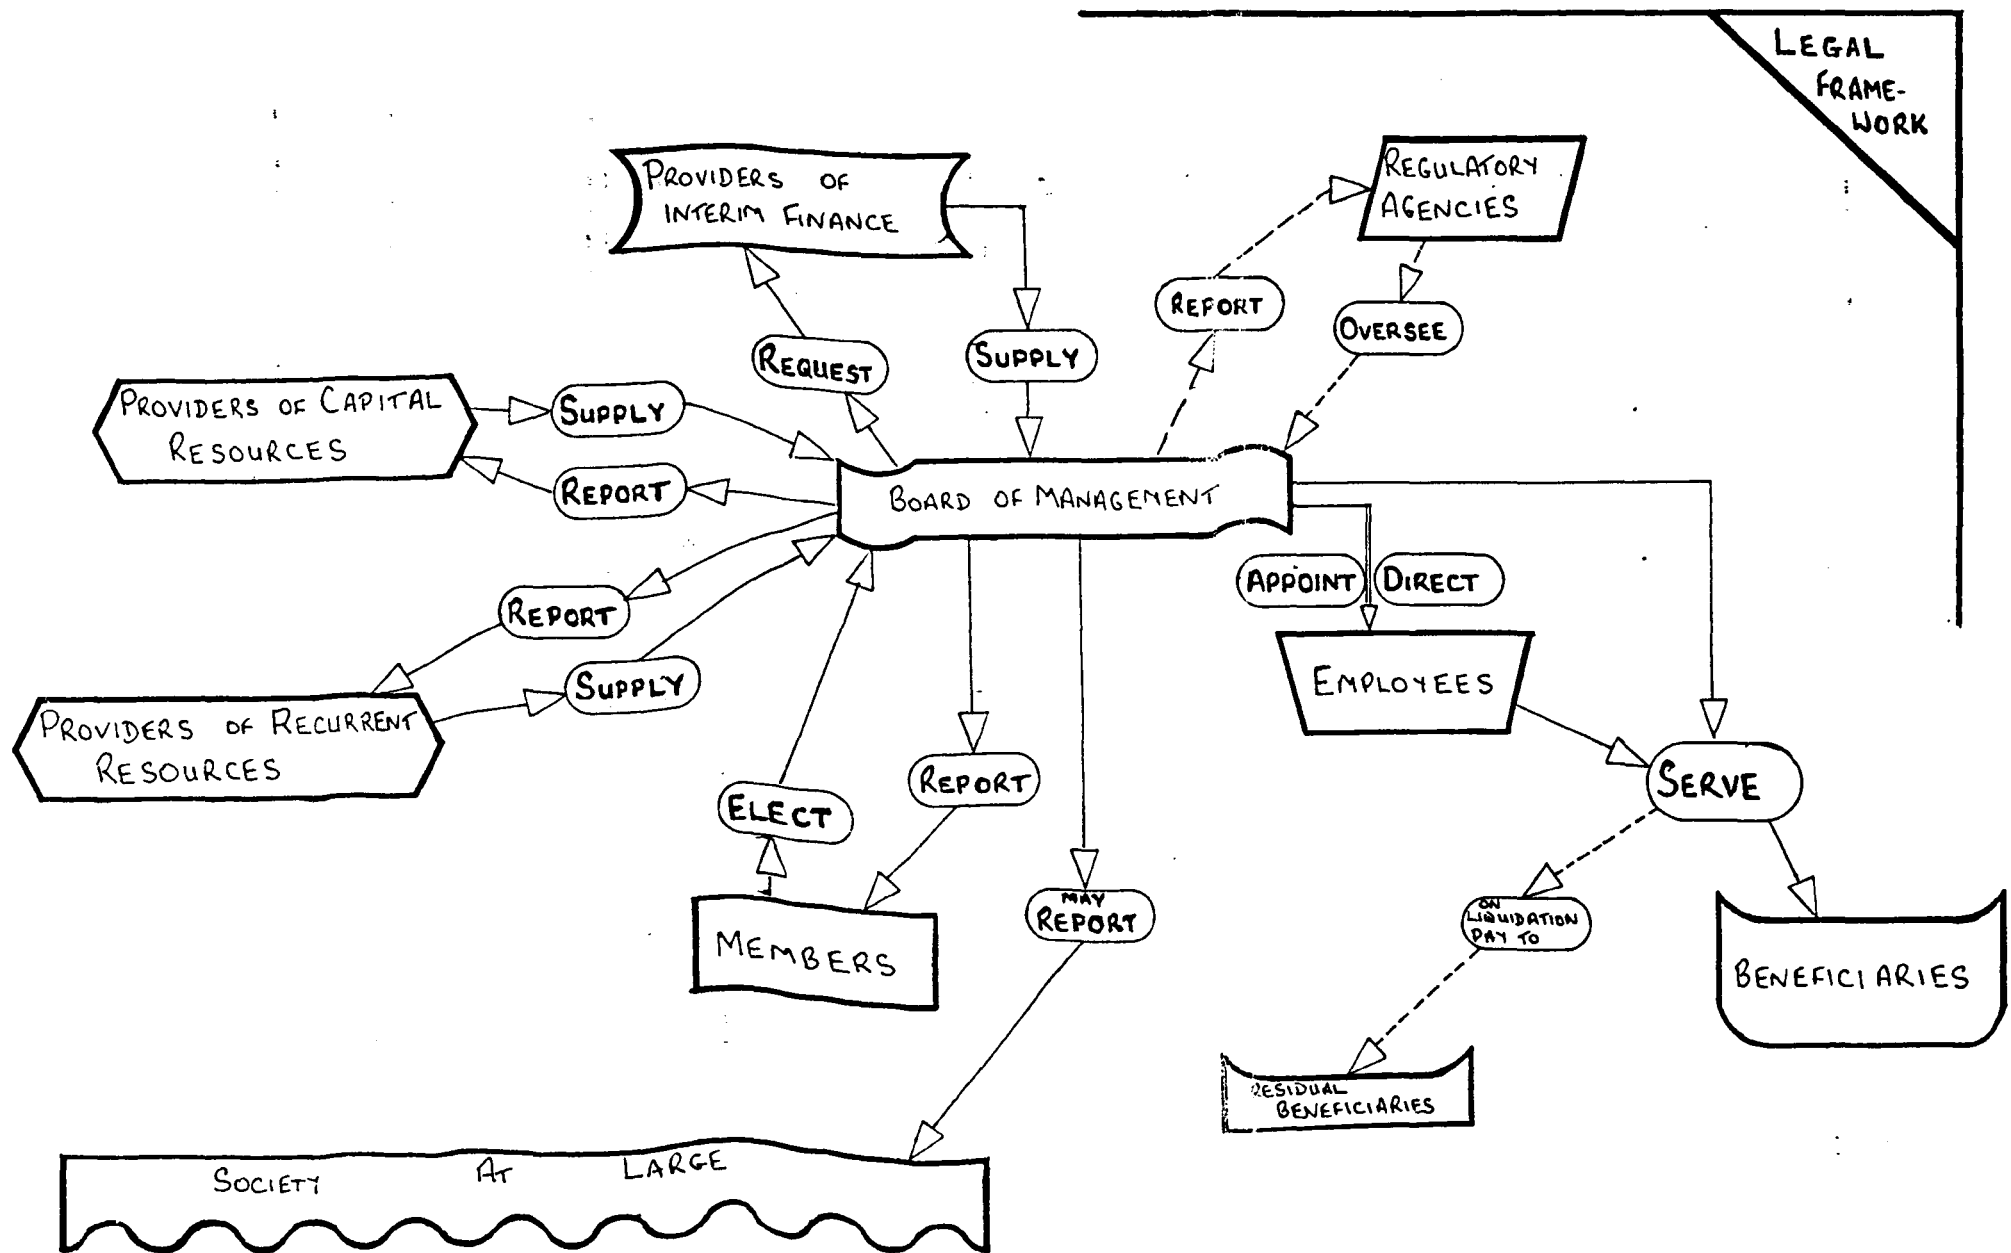 LEGAL
FRAME-
WORK
PROVIDERS OF
INTERIM FINANCE
REGULATORY
AGENCIES
REPORT
OVERSEE
REQUEST
SUPPLY
PROVIDERS OF CAPITAL
RESOURCES
SUPPLY
REPORT
BOARD OF MANAGEMENT
APPOINT
DIRECT
REPORT
SUPPLY
EMPLOYEES
PROVIDERS OF RECURRENT
RESOURCES
ELECT
REPORT
SERVE
MAY
REPORT
ON
LIQUIDATION
PAY TO
MEMBERS
BENEFICIARIES
RESIDUAL
BENEFICIARIES
SOCIETY AT LARGE